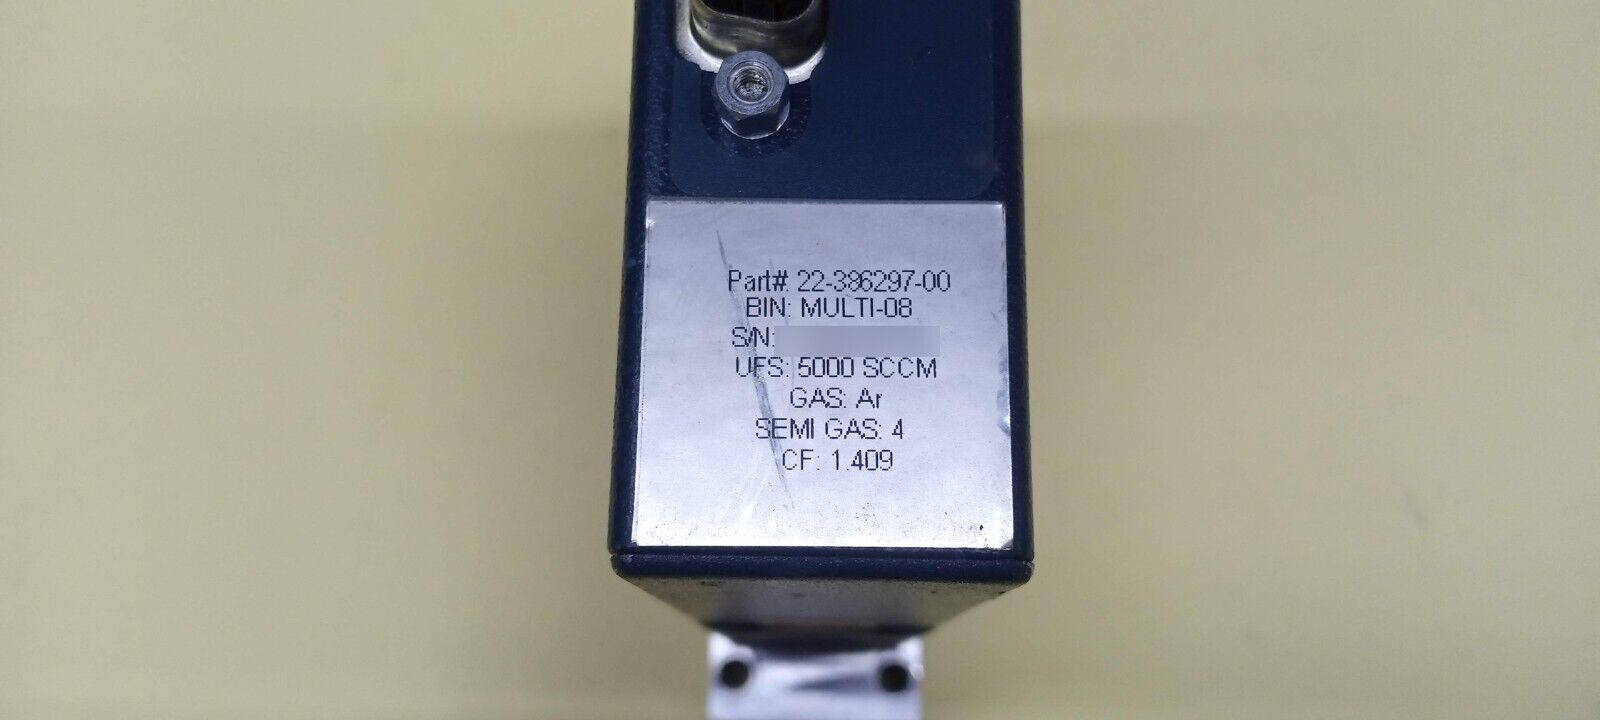 Part#: 22-386297-00
BIN: MULTI-08
S/N:
UFS: 5000 SCCM
GAS: Ar
SEMI GAS: 4
CF: 1.409